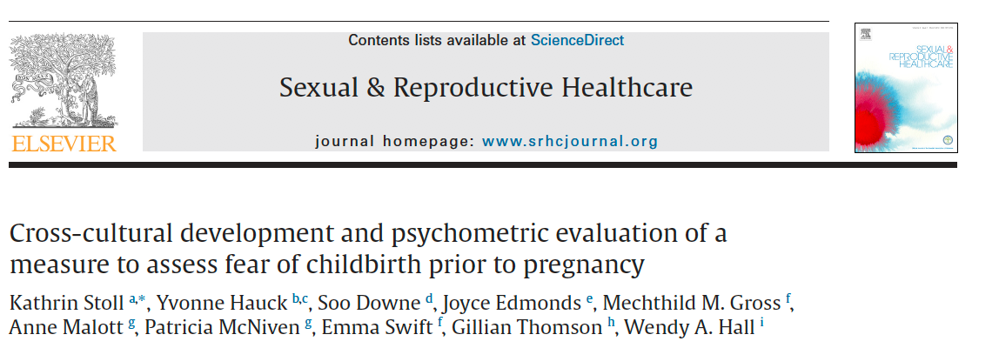 Contents lists available at ScienceDirect
Sexual & Reproductive Healthcare
journal homepage: www.srhcjournal.org
ELSEVIER
SEXUAL&
REPRODUCTIVE
HEALTHCARE
Cross-cultural development and psychometric evaluation of a
measure to assess fear of childbirth prior to pregnancy
Kathrin Stoll a,*, Yvonne Hauck b,c, Soo Downe d, Joyce Edmonds e, Mechthild M. Gross f,
Anne Malott g, Patricia McNiven g, Emma Swift f, Gillian Thomson h, Wendy A. Hall i